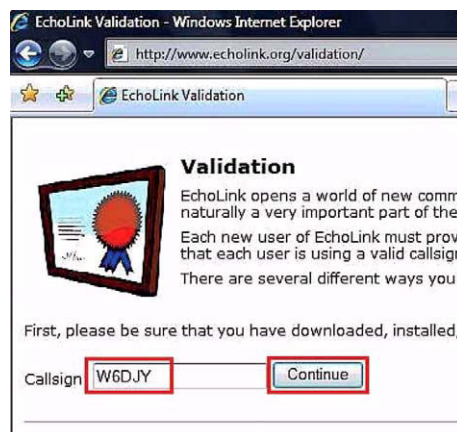 EchoLink Validation - Windows Internet Explorer
http://www.echolink.org/validation/
EchoLink Validation
Validation
EchoLink opens a world of new comm
naturally a very important part of the
Each new user of EchoLink must prov
that each user is using a valid callsign
There are several different ways you
First, please be sure that you have downloaded, installed,
Callsign W6DJY Continue